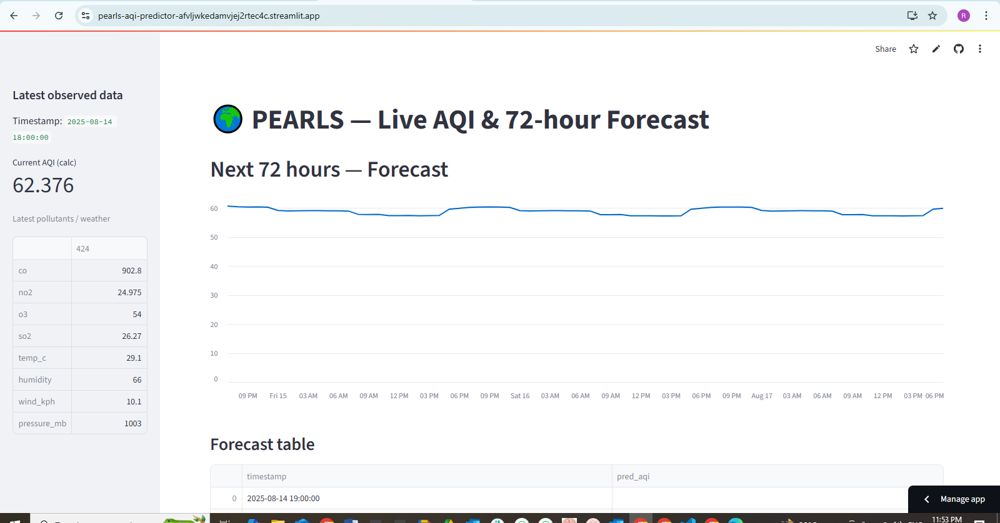 pearls-aqi-predictor-afvljwkedamvjej2rtec4c.streamlit.app
R
Share
Latest observed data
Timestamp: 2025-08-14
18:00:00
Current AQI (calc)
62.376
Latest pollutants / weather
424
co 902.8
no2 24.975
o3 54
so2 26.27
temp_c 29.1
humidity 66
wind_kph 10.1
pressure_mb 1003
PEARLS — Live AQI & 72-hour Forecast
Next 72 hours — Forecast
60
50
40
30
20
10
0
09 PM Fri 15 03 AM 06 AM 09 AM 12 PM 03 PM 06 PM 09 PM Sat 16 03 AM 06 AM 09 AM 12 PM 03 PM 06 PM 09 PM Aug 17 03 AM 06 AM 09 AM 12 PM 03 PM 06 PM
Forecast table
timestamp pred_aqi
0 2025-08-14 19:00:00
Manage app
11:53 PM